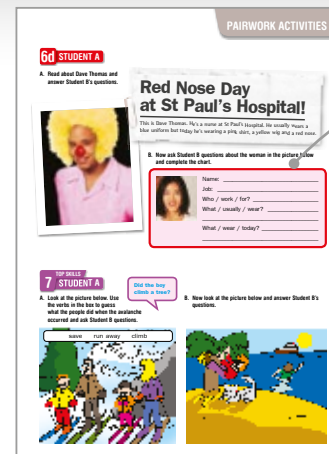 PAIRWORK ACTIVITIES
6d STUDENT A
A. Read about Dave Thomas and
answer Student B's questions.
Red Nose Day
at St Paul's Hospital!
This is Dave Thomas. He's a nurse at St Paul's Hospital. He usually wears a
blue uniform but today he's wearing a pink shirt, a yellow wig and a red nose.
B. Now ask Student B questions about the woman in the picture below
and complete the chart.
Name:
Job:
Who / work / for?
What / usually / wear?
What / wear / today?
TOP SKILLS
7 STUDENT A
A. Look at the picture below. Use
the verbs in the box to guess
what the people did when the avalanche
occurred and ask Student B questions.
Did the boy
climb a tree?
save run away climb
B. Now look at the picture below and answer Student B's
questions.